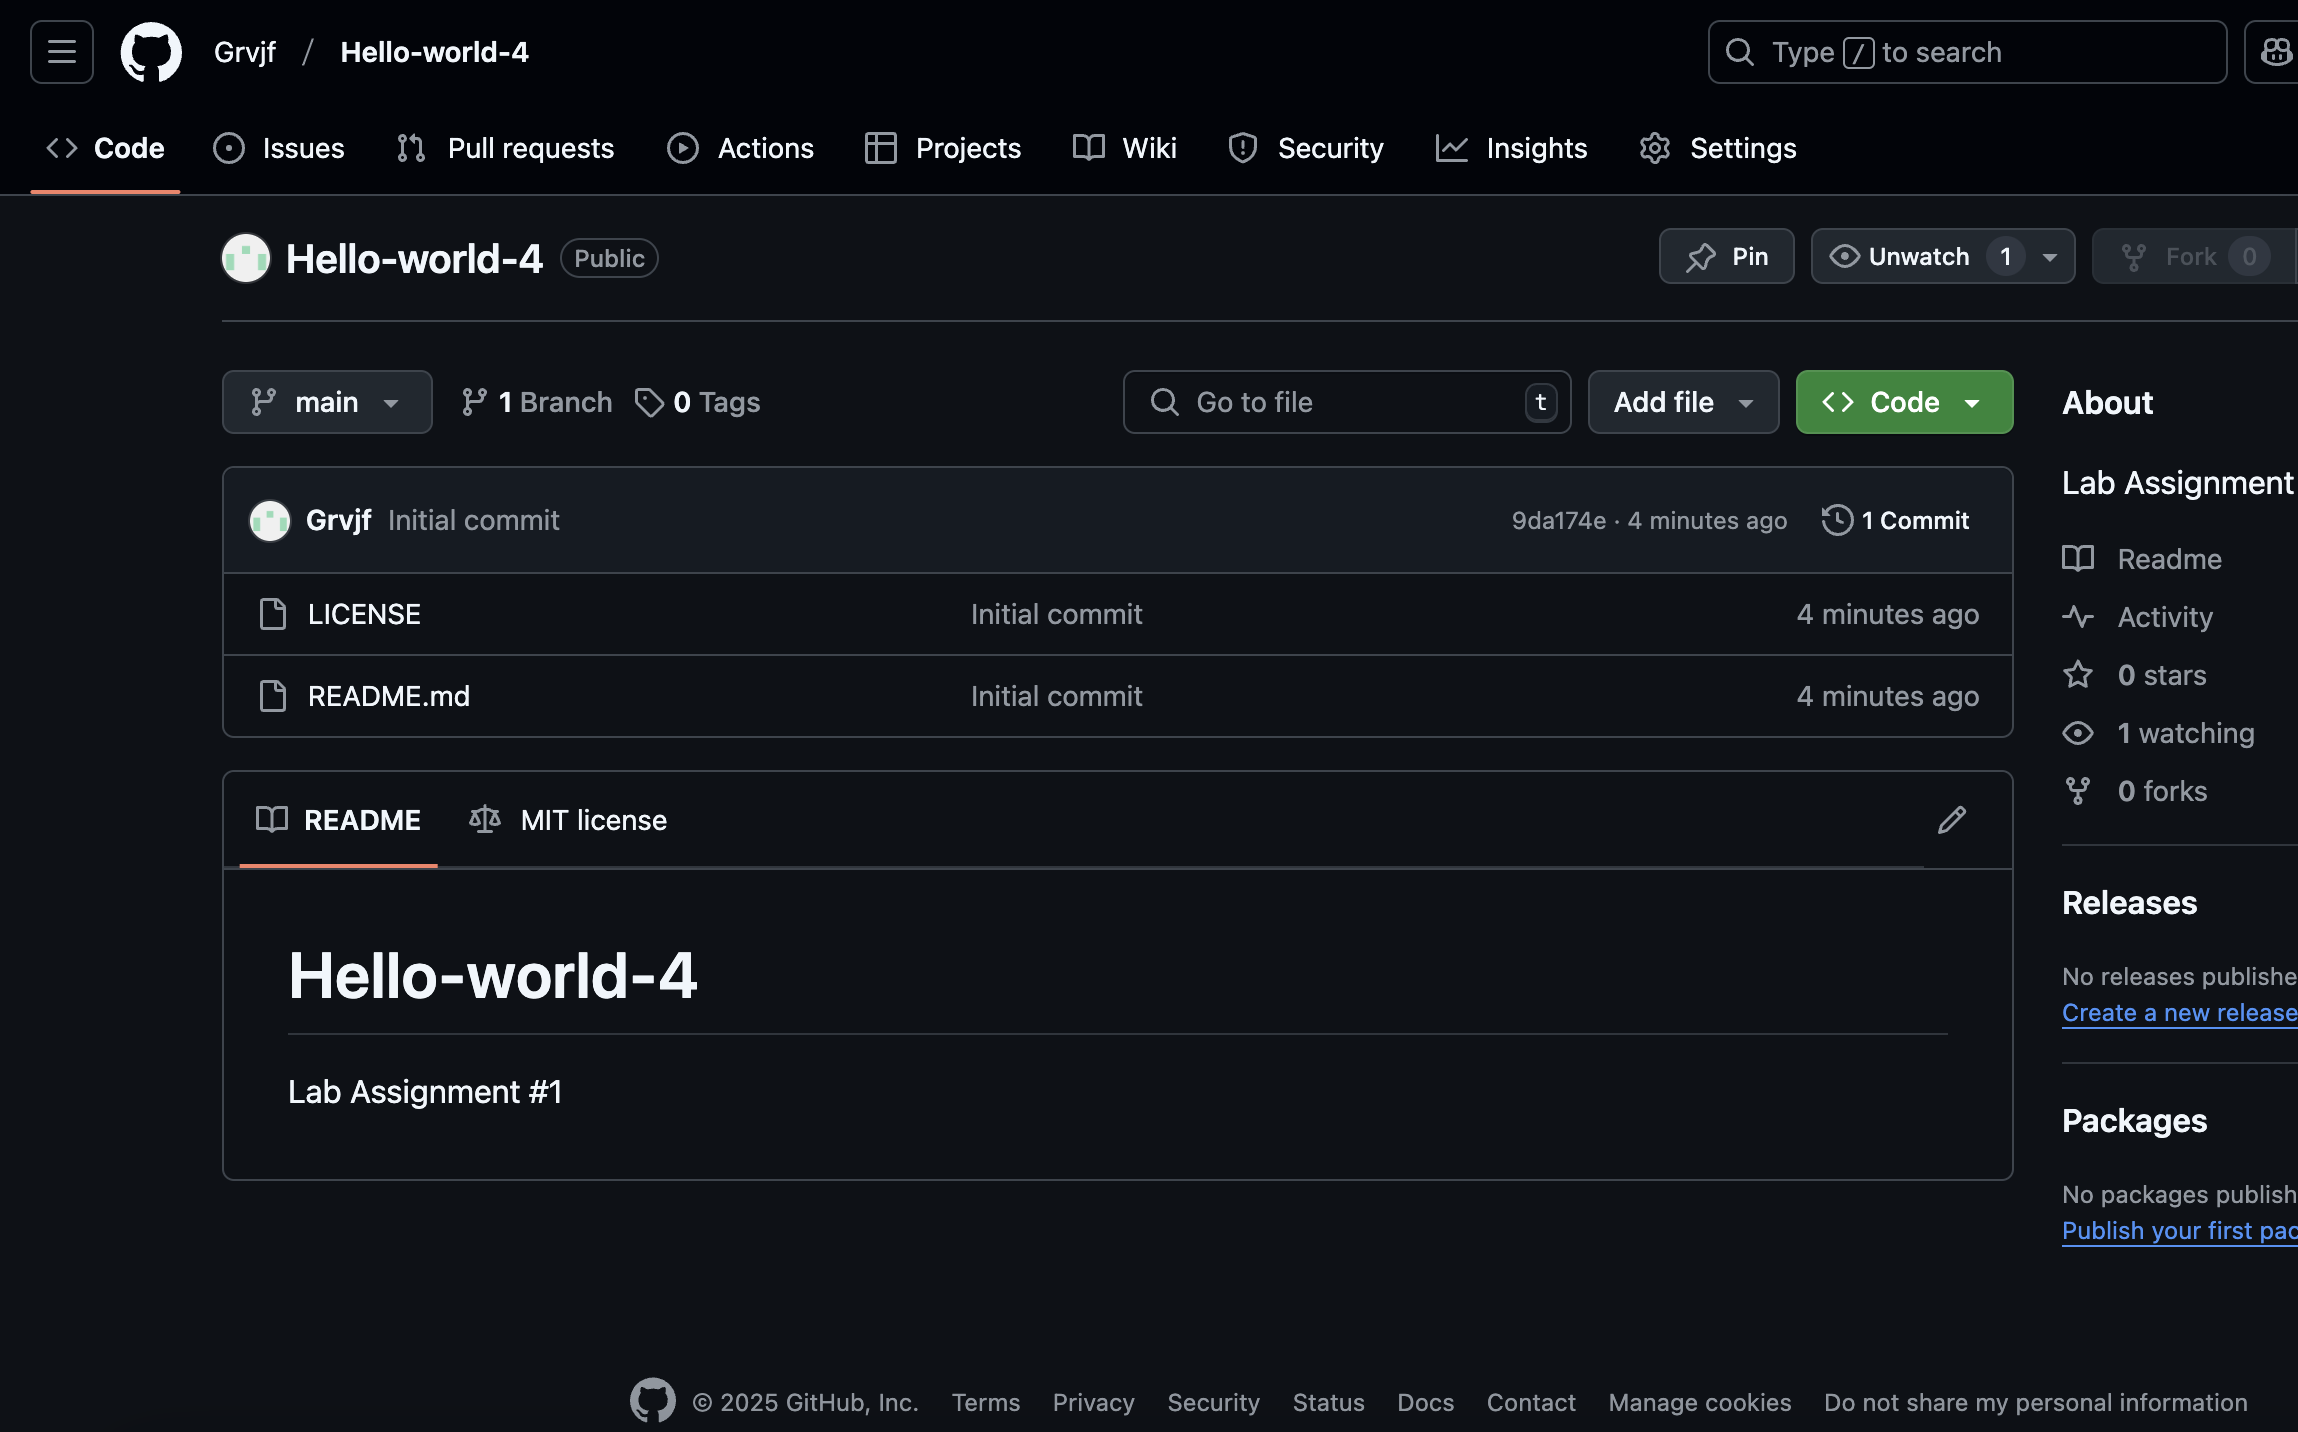 Grvjf / Hello-world-4
Type / to search
Code Issues Pull requests Actions Projects Wiki Security Insights Settings
Hello-world-4 Public
Pin Unwatch 1 Fork 0
main 1 Branch 0 Tags
Go to file t Add file Code
Grvjf Initial commit 9da174e · 4 minutes ago 1 Commit
LICENSE Initial commit 4 minutes ago
README.md Initial commit 4 minutes ago
README MIT license
Hello-world-4
Lab Assignment #1
About
Lab Assignment
Readme
Activity
0 stars
1 watching
0 forks
Releases
No releases publishe
Create a new release
Packages
No packages publish
Publish your first pac
© 2025 GitHub, Inc. Terms Privacy Security Status Docs Contact Manage cookies Do not share my personal information